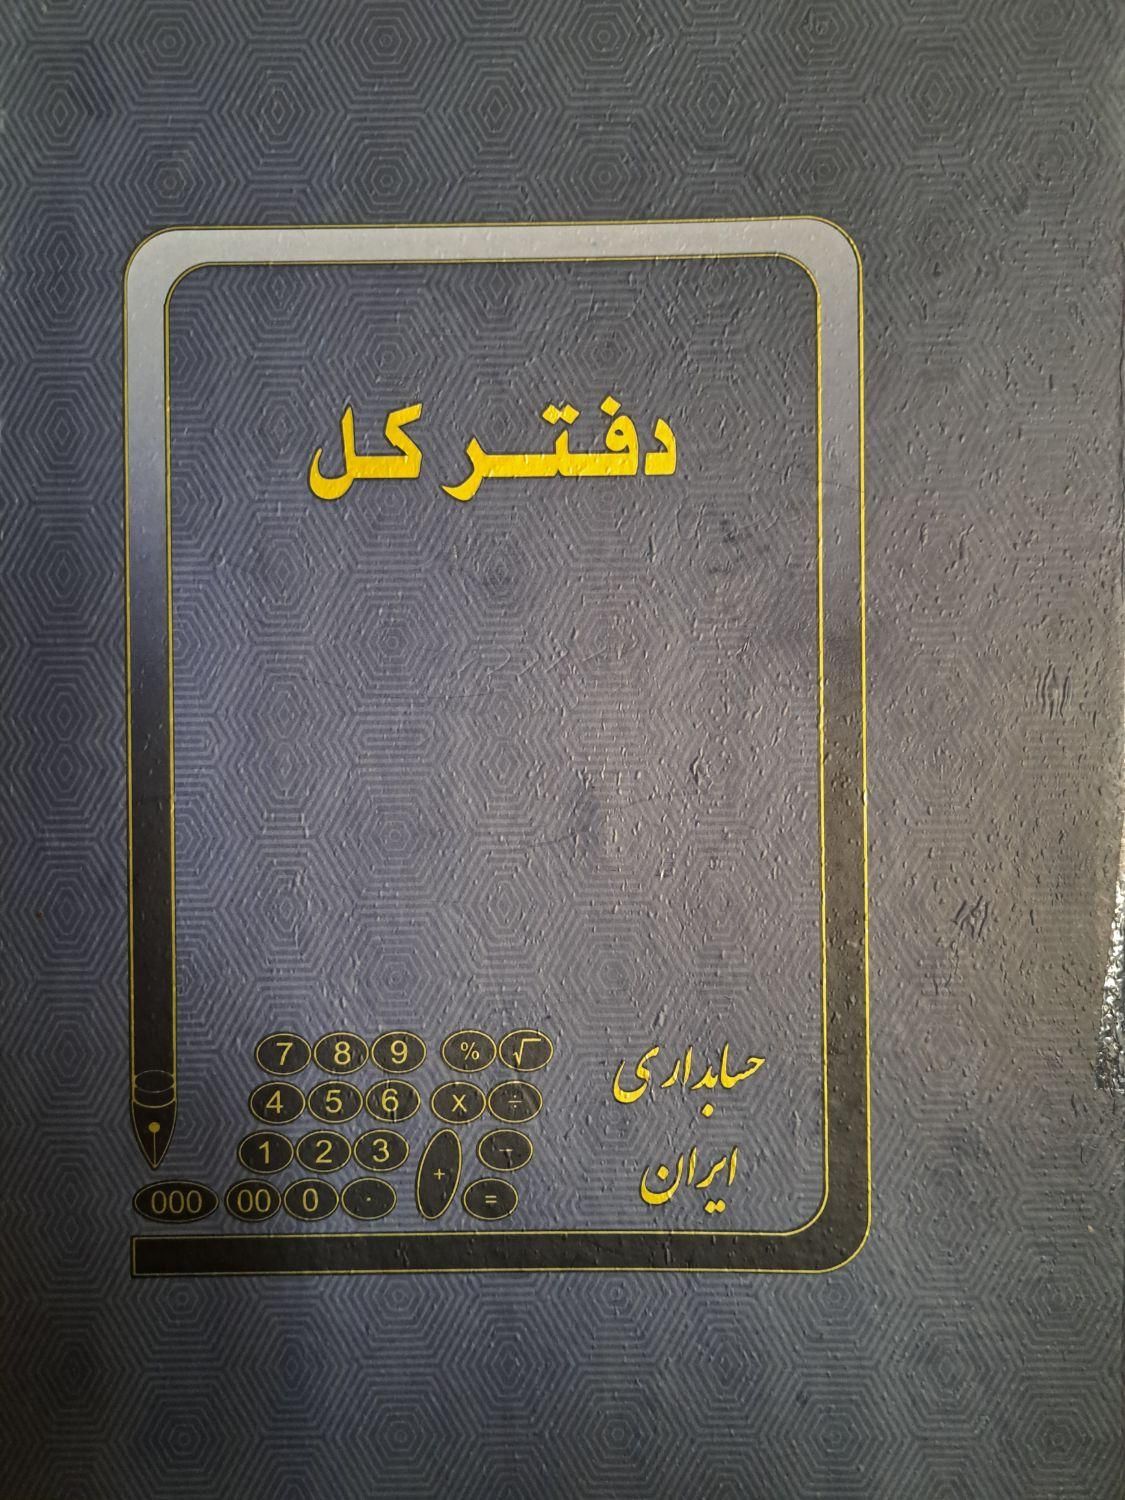 دفتر کل
7 8 9 % √
حسابداری
4 5 6 x ÷
1 2 3 + -
ایران
000 00 0 · =